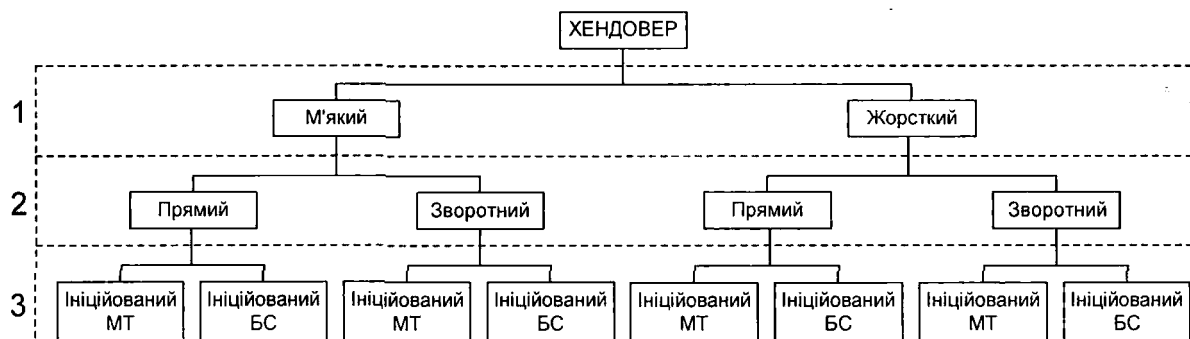 ХЕНДОВЕР
1
М'який
Жорсткий
2
Прямий
Зворотний
Прямий
Зворотний
3
Ініційований
МТ
Ініційований
БС
Ініційований
МТ
Ініційований
БС
Ініційований
МТ
Ініційований
БС
Ініційований
МТ
Ініційований
БС